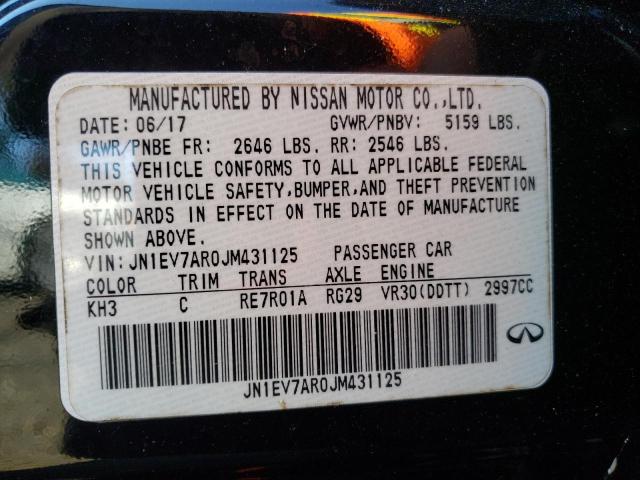 MANUFACTURED BY NISSAN MOTOR CO.,LTD.
DATE: 06/17 GVWR/PNBV: 5159 LBS.
GAWR/PNBE FR: 2646 LBS. RR: 2546 LBS.
THIS VEHICLE CONFORMS TO ALL APPLICABLE FEDERAL
MOTOR VEHICLE SAFETY,BUMPER,AND THEFT PREVENTION
STANDARDS IN EFFECT ON THE DATE OF MANUFACTURE
SHOWN ABOVE.
VIN: JN1EV7AR0JM431125 PASSENGER CAR
COLOR TRIM TRANS AXLE ENGINE
KH3 C RE7R01A RG29 VR30(DDTT) 2997CC
JN1EV7AR0JM431125